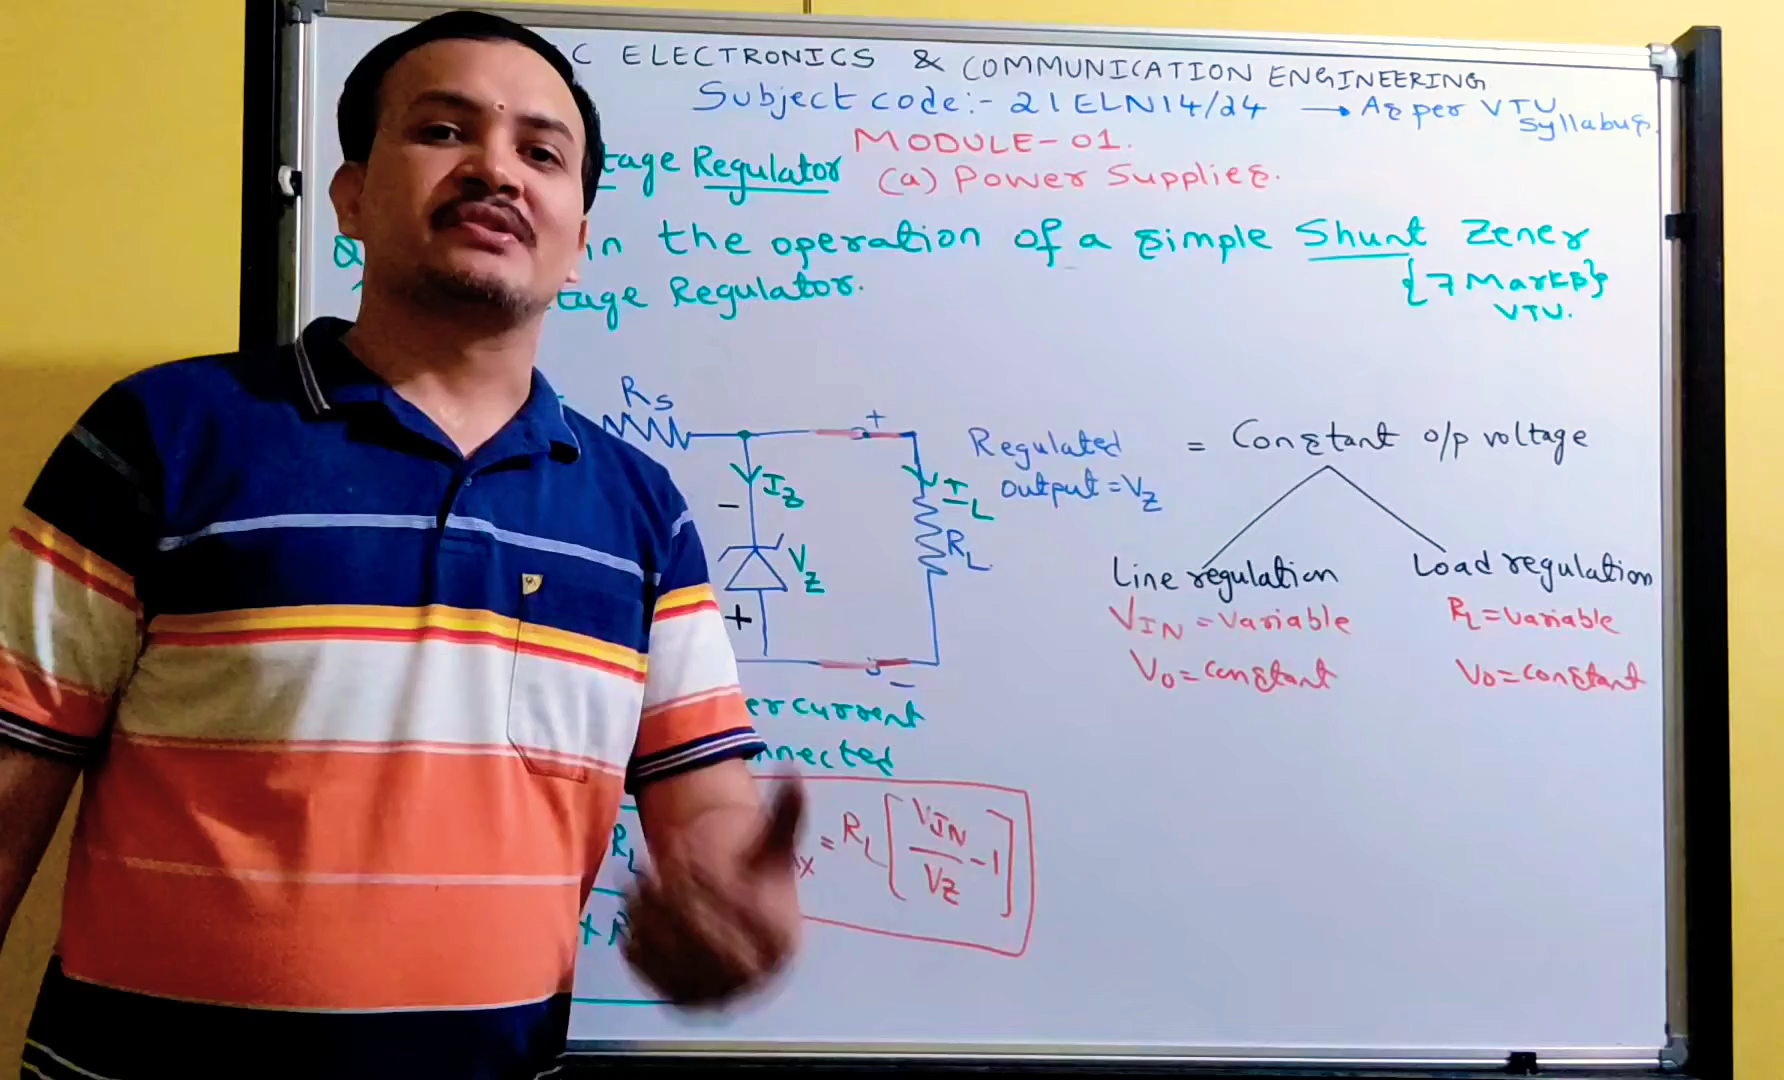 C ELECTRONICS & COMMUNICATION ENGINEERING
Subject code:- 21ELN14/24 → As per VTU
Syllabus.
MODULE-01.
tage Regulator (a) Power Supplies.
Q in the operation of a simple Shunt Zener
tage Regulator. {7 Marks}
VTU.
Rs
+
Regulated = Constant o/p voltage
output = Vz
Iz
IL
−
Vz
RL
+
−
Line regulation Load regulation
VIN = variable RL = variable
Vo = constant Vo = constant
er current
nnected
RL
x = RL [VIN/Vz − 1]
+ R